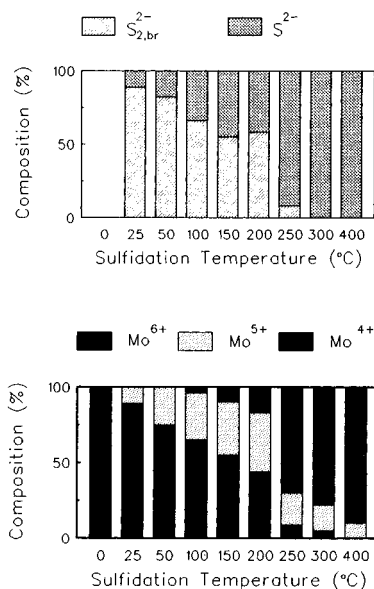 S₂,br²⁻ S²⁻
100
50
0
Composition (%)
0 25 50 100 150 200 250 300 400
Sulfidation Temperature (°C)
Mo⁶⁺ Mo⁵⁺ Mo⁴⁺
100
50
0
Composition (%)
0 25 50 100 150 200 250 300 400
Sulfidation Temperature (°C)